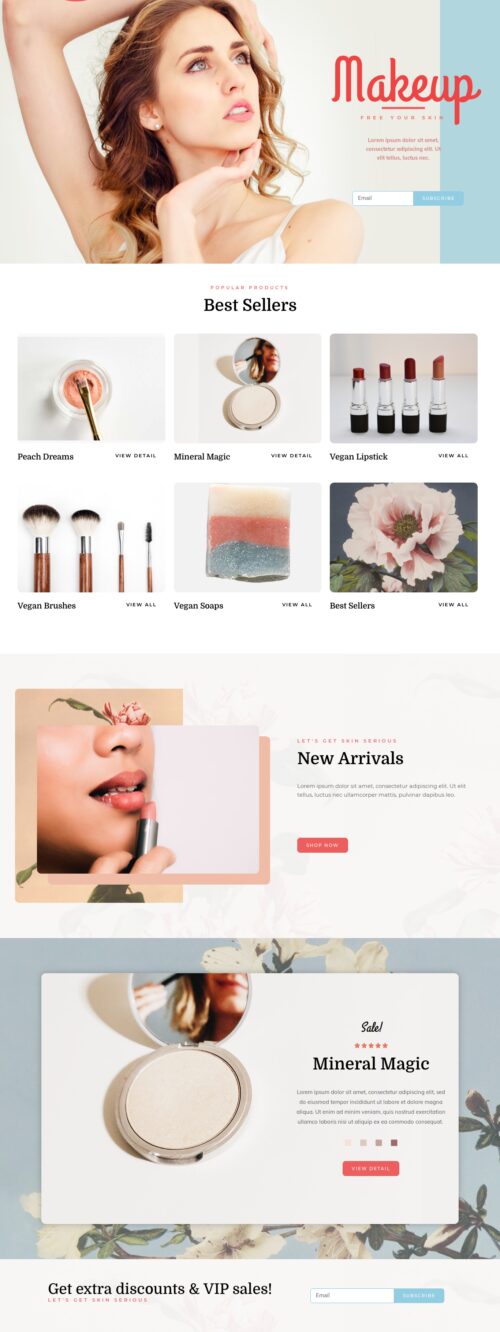 Makeup
FREE YOUR SKIN
Lorem ipsum dolor sit amet,
consectetur adipiscing elit. Ut
elit tellus, luctus nec.
Email
SUBSCRIBE
POPULAR PRODUCTS
Best Sellers
Peach Dreams
VIEW DETAIL
Mineral Magic
VIEW DETAIL
Vegan Lipstick
VIEW ALL
Vegan Brushes
VIEW ALL
Vegan Soaps
VIEW ALL
Best Sellers
VIEW ALL
LET'S GET SKIN SERIOUS
New Arrivals
Lorem ipsum dolor sit amet, consectetur adipiscing elit. Ut elit
tellus, luctus nec ullamcorper mattis, pulvinar dapibus leo.
SHOP NOW
Sale!
Mineral Magic
Lorem ipsum dolor sit amet, consectetur adipiscing elit, sed
do eiusmod tempor incididunt ut labore et dolore magna
aliqua. Ut enim ad minim veniam, quis nostrud exercitation
ullamco laboris nisi ut aliquip ex ea commodo consequat.
VIEW DETAIL
Get extra discounts & VIP sales!
LET'S GET SKIN SERIOUS
Email
SUBSCRIBE